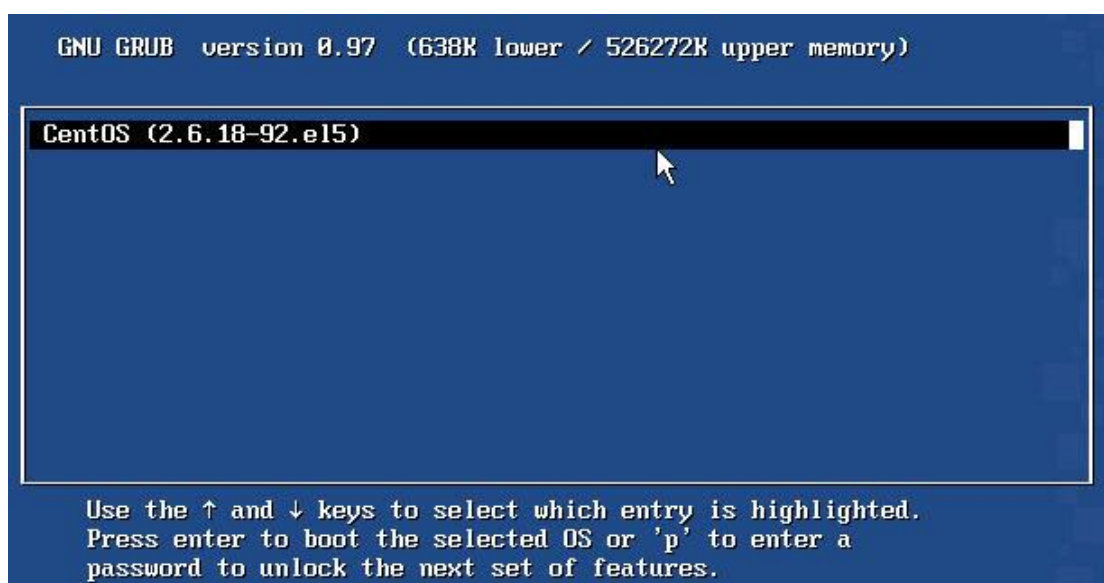 GNU GRUB version 0.97 (638K lower / 526272K upper memory)
CentOS (2.6.18-92.el5)
Use the ↑ and ↓ keys to select which entry is highlighted.
Press enter to boot the selected OS or 'p' to enter a
password to unlock the next set of features.